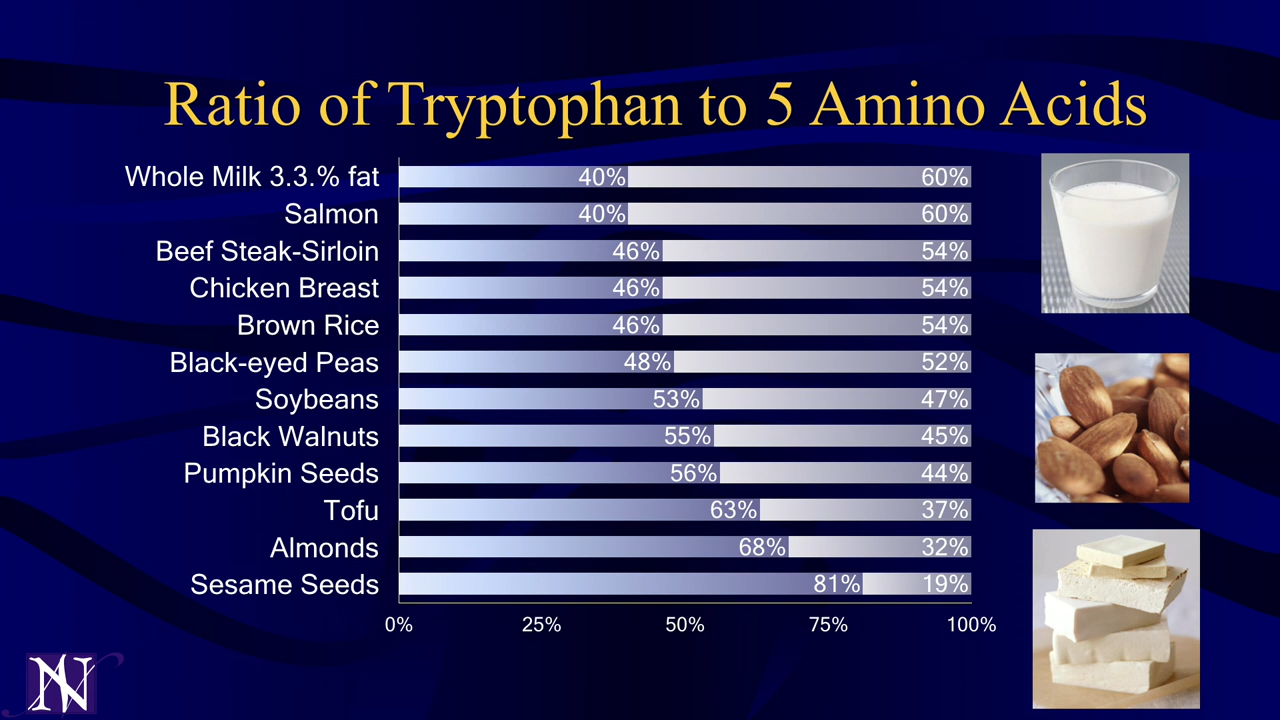 Ratio of Tryptophan to 5 Amino Acids
Whole Milk 3.3.% fat 40% 60%
Salmon 40% 60%
Beef Steak-Sirloin 46% 54%
Chicken Breast 46% 54%
Brown Rice 46% 54%
Black-eyed Peas 48% 52%
Soybeans 53% 47%
Black Walnuts 55% 45%
Pumpkin Seeds 56% 44%
Tofu 63% 37%
Almonds 68% 32%
Sesame Seeds 81% 19%
0% 25% 50% 75% 100%